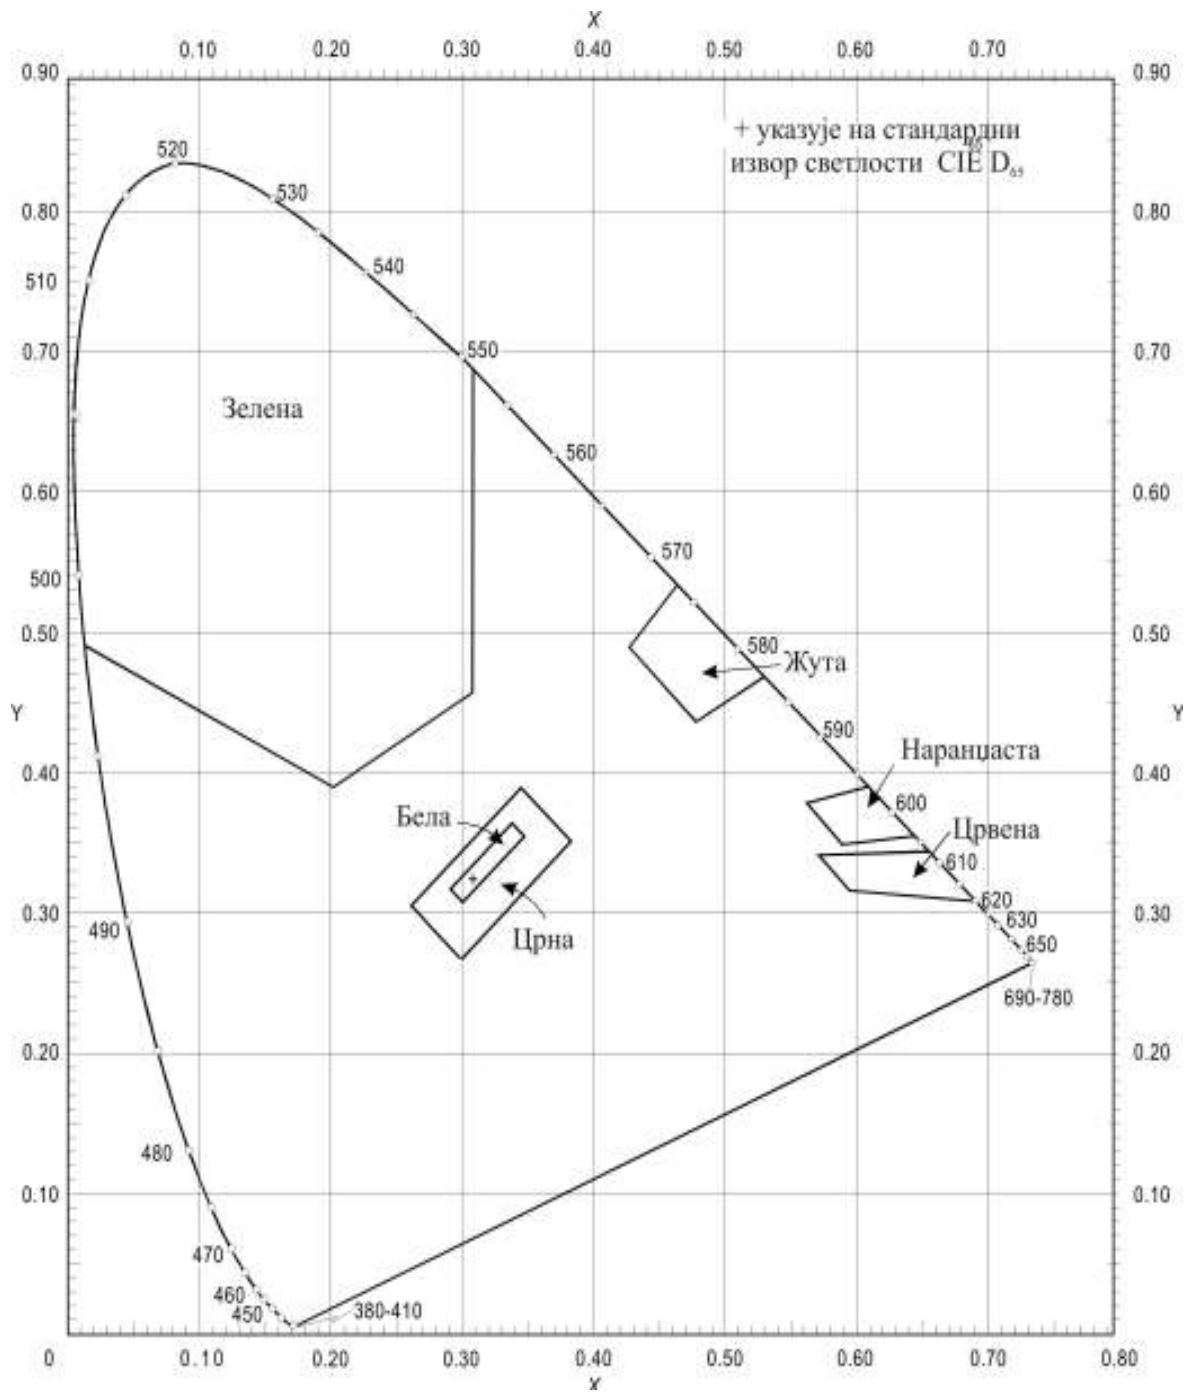 X
0.10 0.20 0.30 0.40 0.50 0.60 0.70
0.90 0.90
+ указује на стандардни
извор светлости CIE D₆₅
65
520
530
0.80 0.80
540
510
550
0.70 0.70
Зелена
560
0.60 0.60
570
500
0.50 0.50
580
Жута
Y Y
590
Наранџаста
0.40 0.40
600
Бела
Црвена
610
620
0.30 0.30
630
490
Црна
650
690-780
0.20 0.20
480
0.10 0.10
470
460
450
380-410
0 0.10 0.20 0.30 0.40 0.50 0.60 0.70 0.80
X